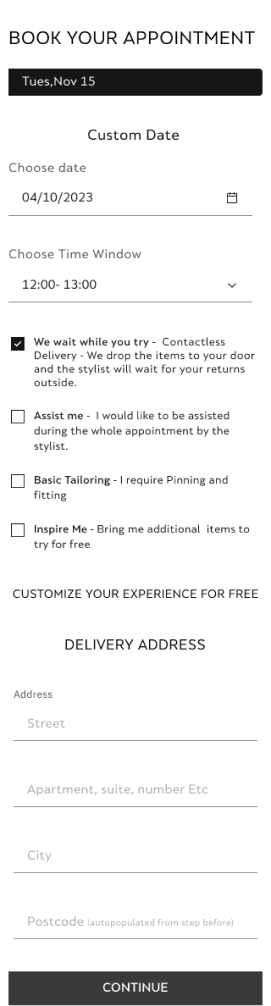 BOOK YOUR APPOINTMENT
Tues,Nov 15
Custom Date
Choose date
04/10/2023
Choose Time Window
12:00- 13:00
We wait while you try - Contactless
Delivery - We drop the items to your door
and the stylist will wait for your returns
outside.
Assist me - I would like to be assisted
during the whole appointment by the
stylist.
Basic Tailoring - I require Pinning and
fitting
Inspire Me - Bring me additional items to
try for free
CUSTOMIZE YOUR EXPERIENCE FOR FREE
DELIVERY ADDRESS
Address
Street
Apartment, suite, number Etc
City
Postcode (autopopulated from step before)
CONTINUE